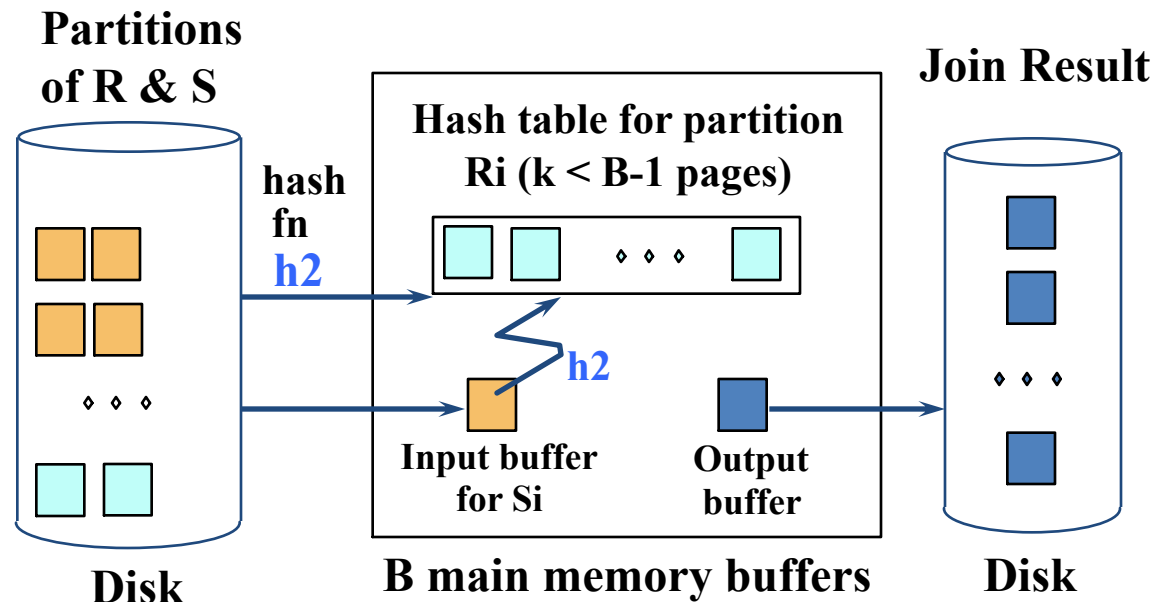 Partitions
of R & S
Join Result
Hash table for partition
Ri (k < B-1 pages)
hash
fn
h2
h2
Input buffer
for Si
Output
buffer
Disk
B main memory buffers
Disk